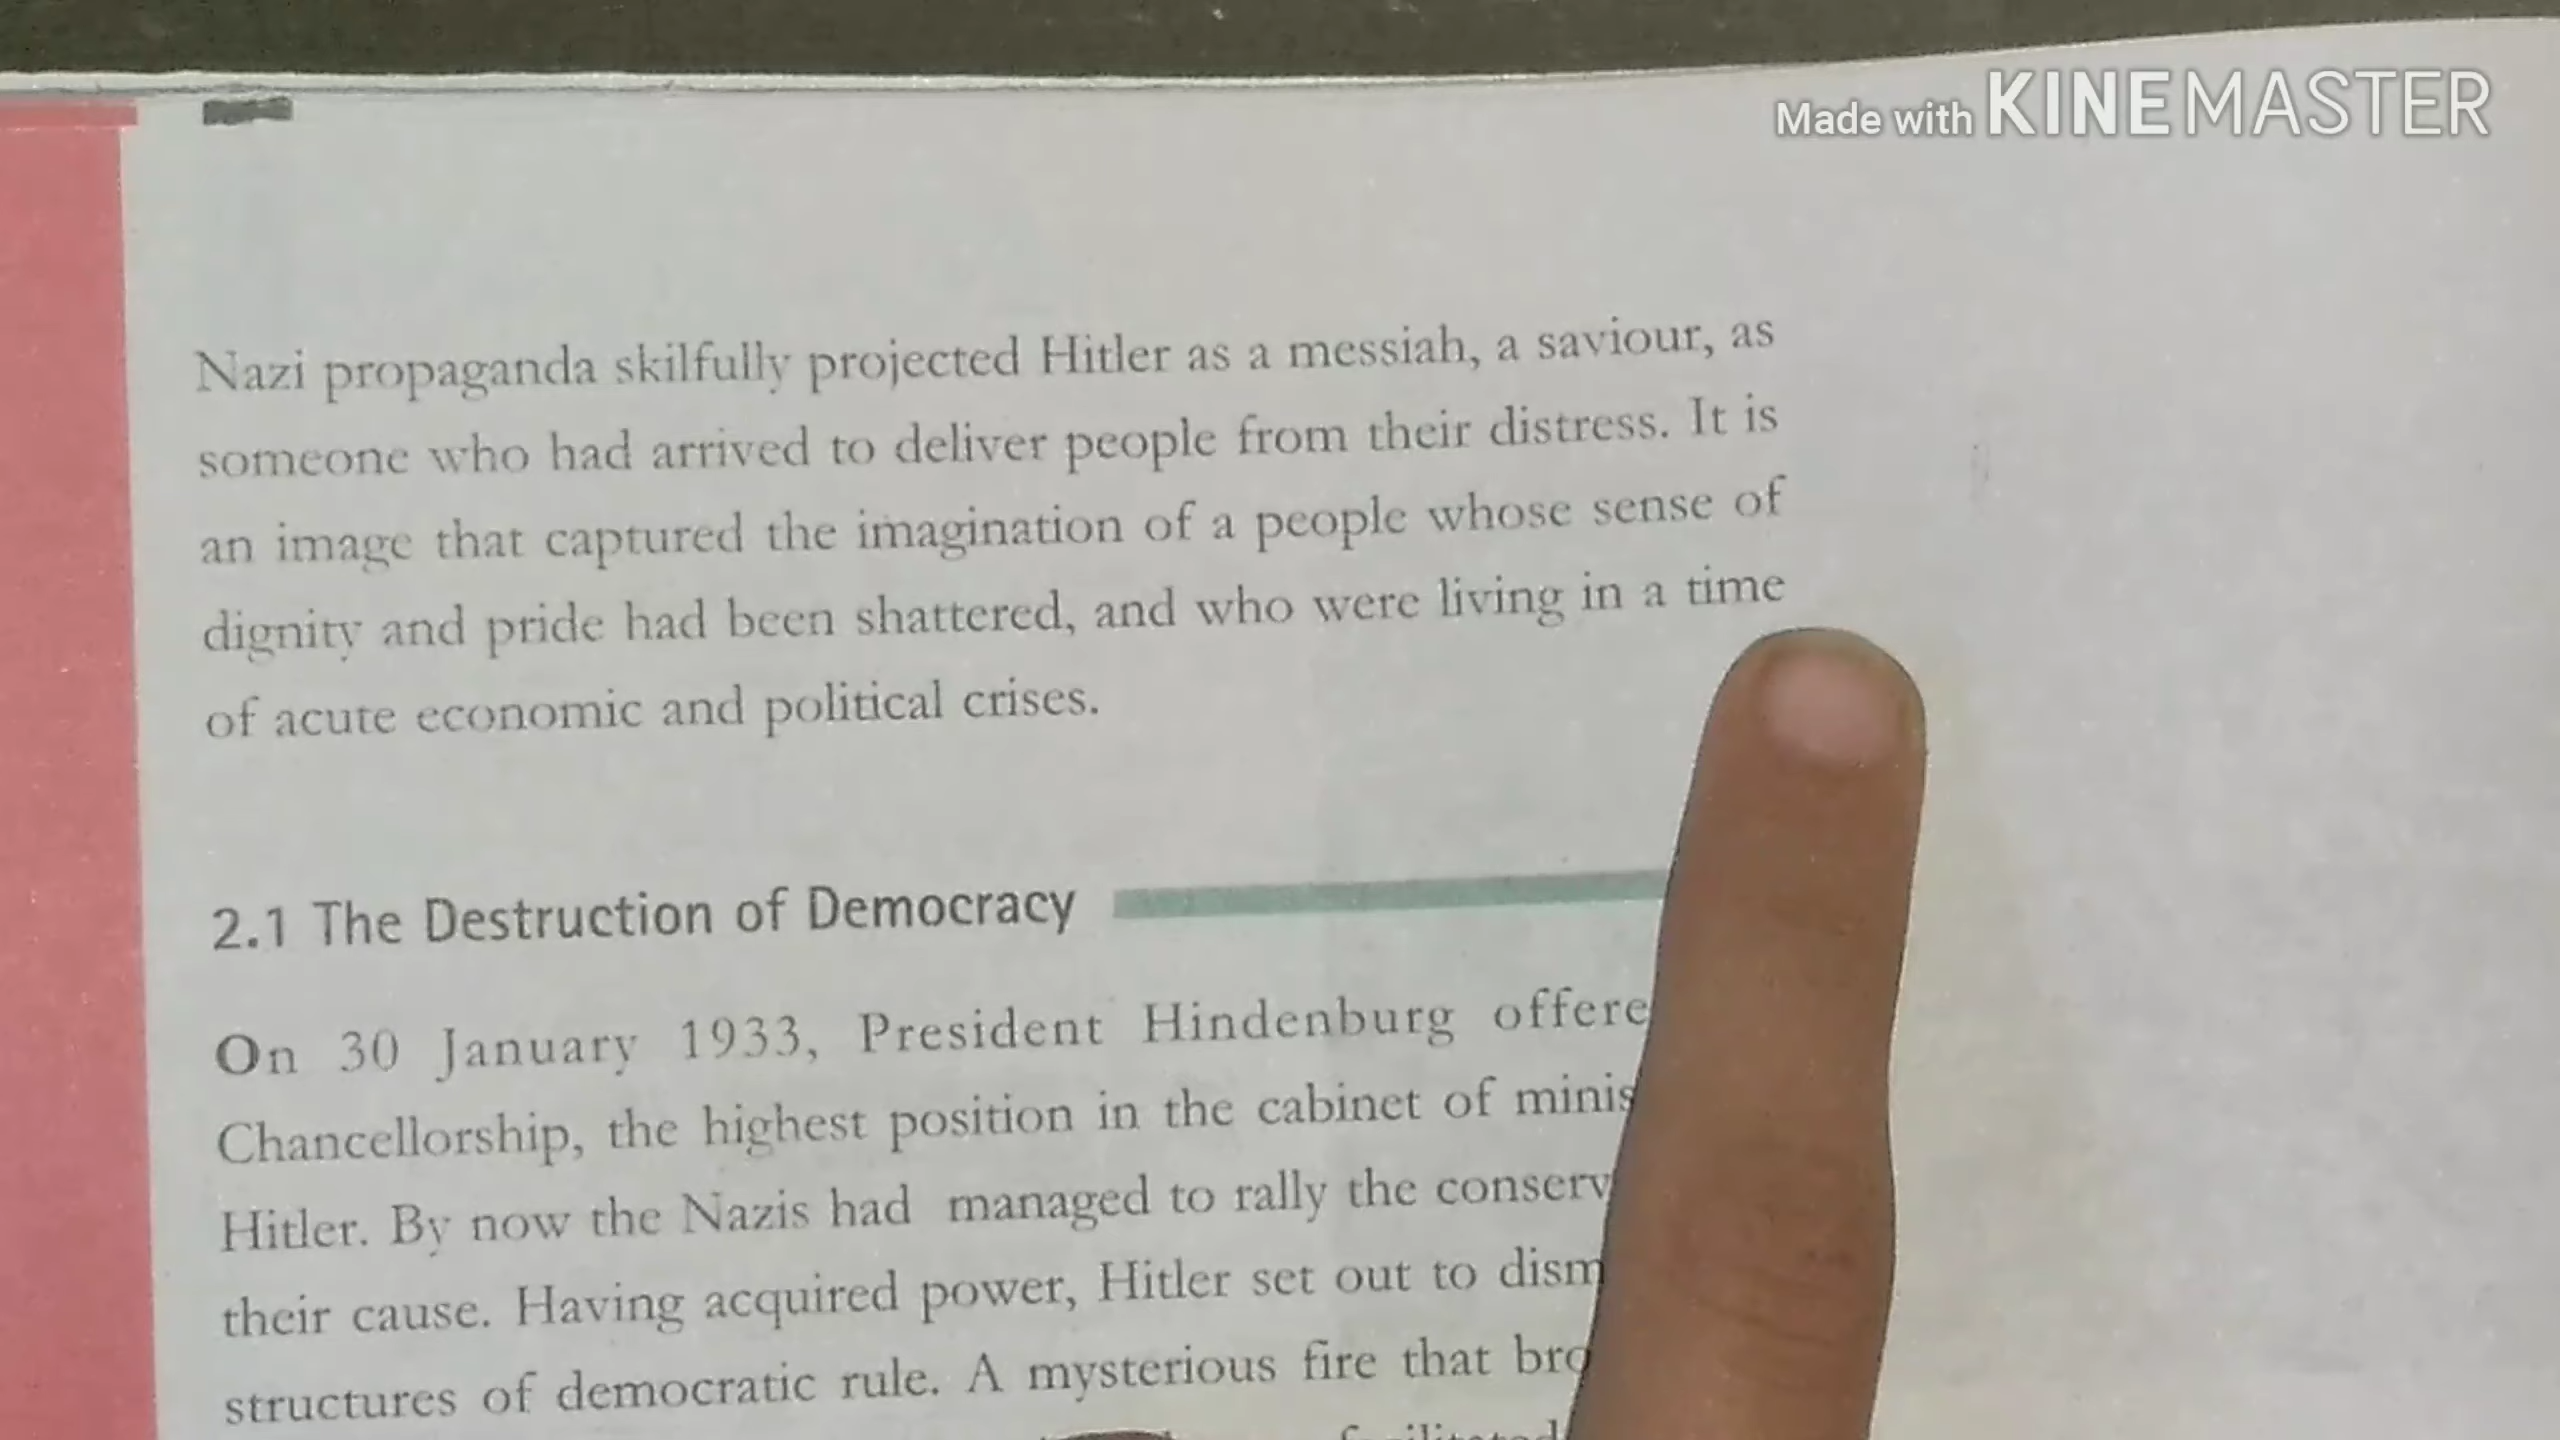 Made with KINEMASTER
Nazi propaganda skilfully projected Hitler as a messiah, a saviour, as
someone who had arrived to deliver people from their distress. It is
an image that captured the imagination of a people whose sense of
dignity and pride had been shattered, and who were living in a time
of acute economic and political crises.
2.1 The Destruction of Democracy
On 30 January 1933, President Hindenburg offere
Chancellorship, the highest position in the cabinet of minis
Hitler. By now the Nazis had managed to rally the conserv
their cause. Having acquired power, Hitler set out to dism
structures of democratic rule. A mysterious fire that bro